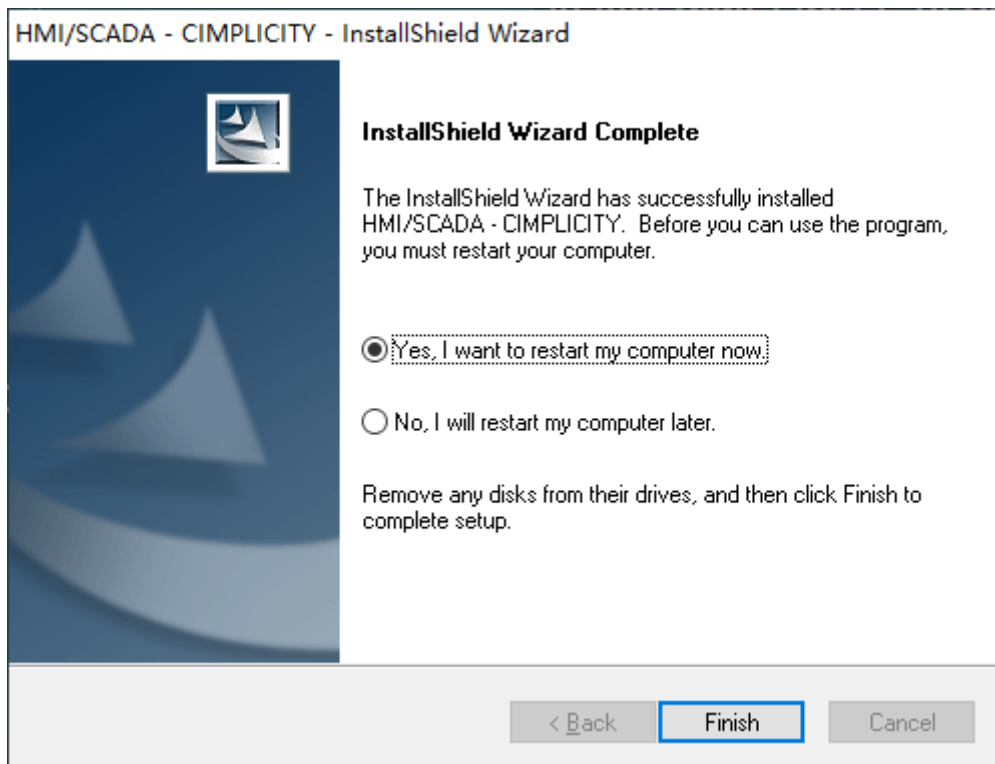 HMI/SCADA - CIMPLICITY - InstallShield Wizard
InstallShield Wizard Complete
The InstallShield Wizard has successfully installed
HMI/SCADA - CIMPLICITY.  Before you can use the program,
you must restart your computer.
Yes, I want to restart my computer now.
No, I will restart my computer later.
Remove any disks from their drives, and then click Finish to
complete setup.
< Back
Finish
Cancel